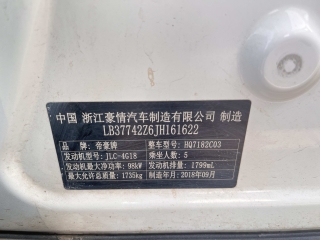 中国 浙江豪情汽车制造有限公司 制造
LB37742Z6JH161622
品牌:帝豪牌 整车型号:HQ7182C03
发动机型号:JLC-4G18 乘坐人数:5
发动机最大净功率:98kW 发动机排量:1799mL
最大允许总质量:1735kg 制造年月:2018年09月